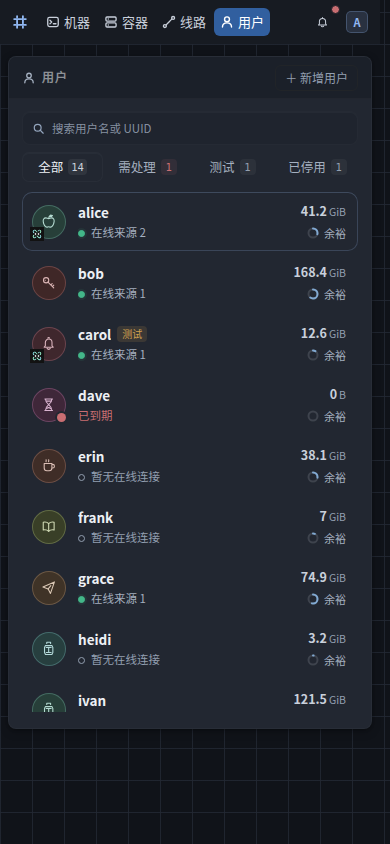 机器 容器 线路 用户 A
用户 新增用户
搜索用户名或 UUID
全部 14 需处理 1 测试 1 已停用 1
alice 41.2 GiB
在线来源 2 余裕
bob 168.4 GiB
在线来源 1 余裕
carol 测试 12.6 GiB
在线来源 1 余裕
dave 0 B
已到期 余裕
erin 38.1 GiB
暂无在线连接 余裕
frank 7 GiB
暂无在线连接 余裕
grace 74.9 GiB
在线来源 1 余裕
heidi 3.2 GiB
暂无在线连接 余裕
ivan 121.5 GiB